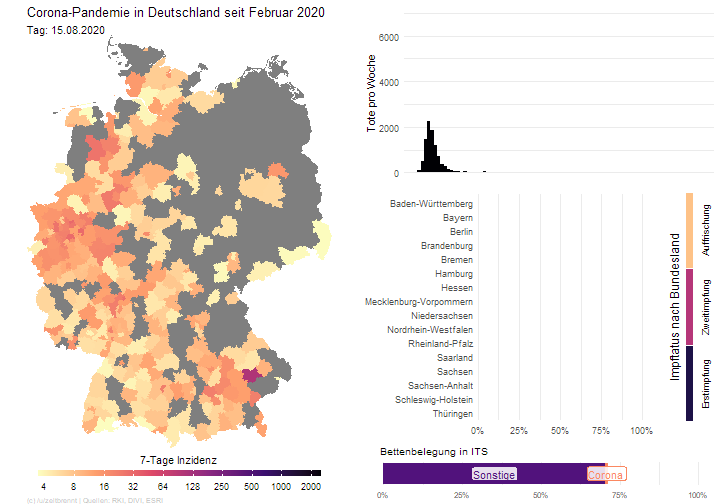 Corona-Pandemie in Deutschland seit Februar 2020
Tag: 15.08.2020
7-Tage Inzidenz
4 8 16 32 64 128 250 500 1000 2000
| Quellen: RKI, DIVI, ESRI
Tote pro Woche
6000
4000
2000
0
Baden-Württemberg
Bayern
Berlin
Brandenburg
Bremen
Hamburg
Hessen
Mecklenburg-Vorpommern
Niedersachsen
Nordrhein-Westfalen
Rheinland-Pfalz
Saarland
Sachsen
Sachsen-Anhalt
Schleswig-Holstein
Thüringen
0% 25% 50% 75% 100%
Impfstatus nach Bundesland
Auffrischung
Zweitimpfung
Erstimpfung
Bettenbelegung in ITS
Sonstige Corona
0% 25% 50% 75% 100%